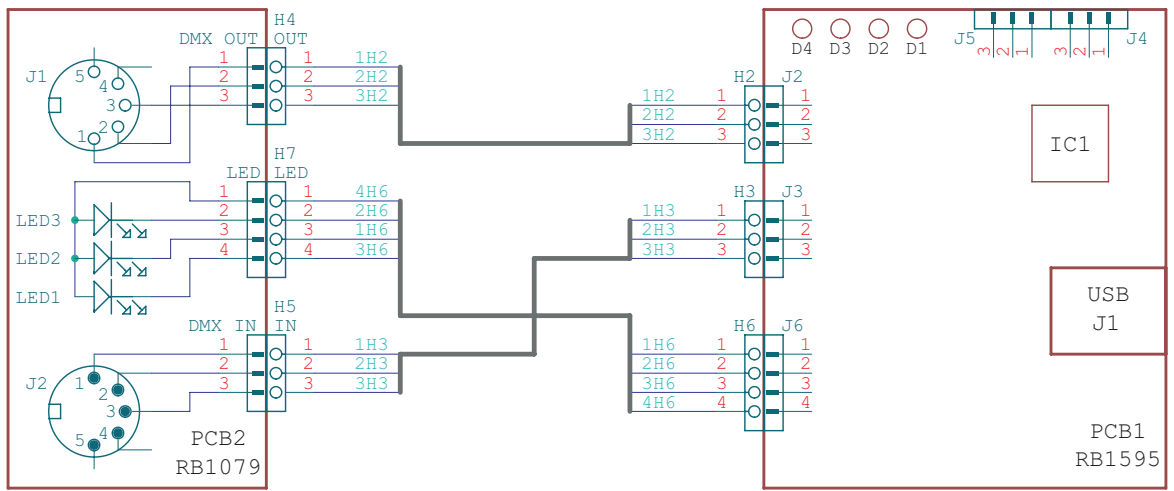 H4
DMX OUT OUT
J1
5
4
3
2
1
1 1 1H2
2 2 2H2
3 3 3H2
H7
LED LED
1 1 4H6
2 2 2H6
3 3 1H6
4 4 3H6
LED3
LED2
LED1
H5
DMX IN IN
J2
1
2
3
4
5
1 1 1H3
2 2 2H3
3 3 3H3
PCB2
RB1079
D4 D3 D2 D1
J5 J4
3 2 1 3 2 1
H2 J2
1H2 1 1
2H2 2 2
3H2 3 3
IC1
H3 J3
1H3 1 1
2H3 2 2
3H3 3 3
USB
J1
H6 J6
1H6 1 1
2H6 2 2
3H6 3 3
4H6 4 4
PCB1
RB1595